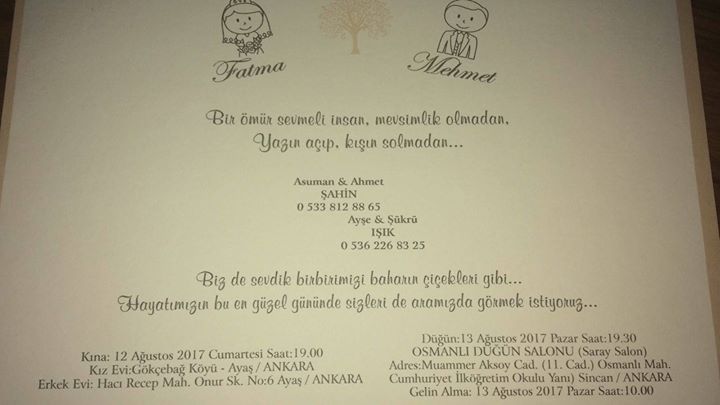 Fatma
Mehmet
Bir ömür sevmeli insan, mevsimlik olmadan,
Yazın açıp, kışın solmadan...
Asuman & Ahmet
ŞAHİN
0 533 812 88 65
Ayşe & Şükrü
IŞIK
0 536 226 83 25
Biz de sevdik birbirimizi baharın çiçekleri gibi...
Hayatımızın bu en güzel gününde sizleri de aramızda görmek istiyoruz...
Kına: 12 Ağustos 2017 Cumartesi Saat:19.00
Kız Evi:Gökçebağ Köyü - Ayaş / ANKARA
Erkek Evi: Hacı Recep Mah. Onur Sk. No:6 Ayaş / ANKARA
Düğün:13 Ağustos 2017 Pazar Saat:19.30
OSMANLI DÜĞÜN SALONU (Saray Salon)
Adres:Muammer Aksoy Cad. (11. Cad.) Osmanlı Mah.
Cumhuriyet İlköğretim Okulu Yanı) Sincan / ANKARA
Gelin Alma: 13 Ağustos 2017 Pazar Saat:10.00